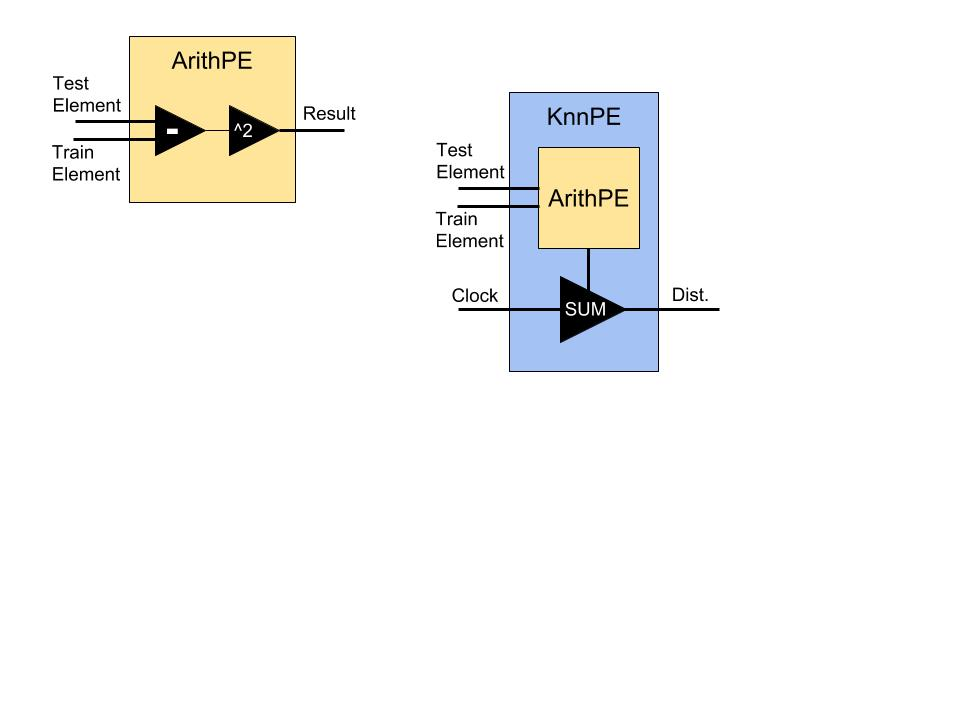 ArithPE
Test
Element
-
^2
Result
Train
Element
KnnPE
Test
Element
ArithPE
Train
Element
Clock
SUM
Dist.